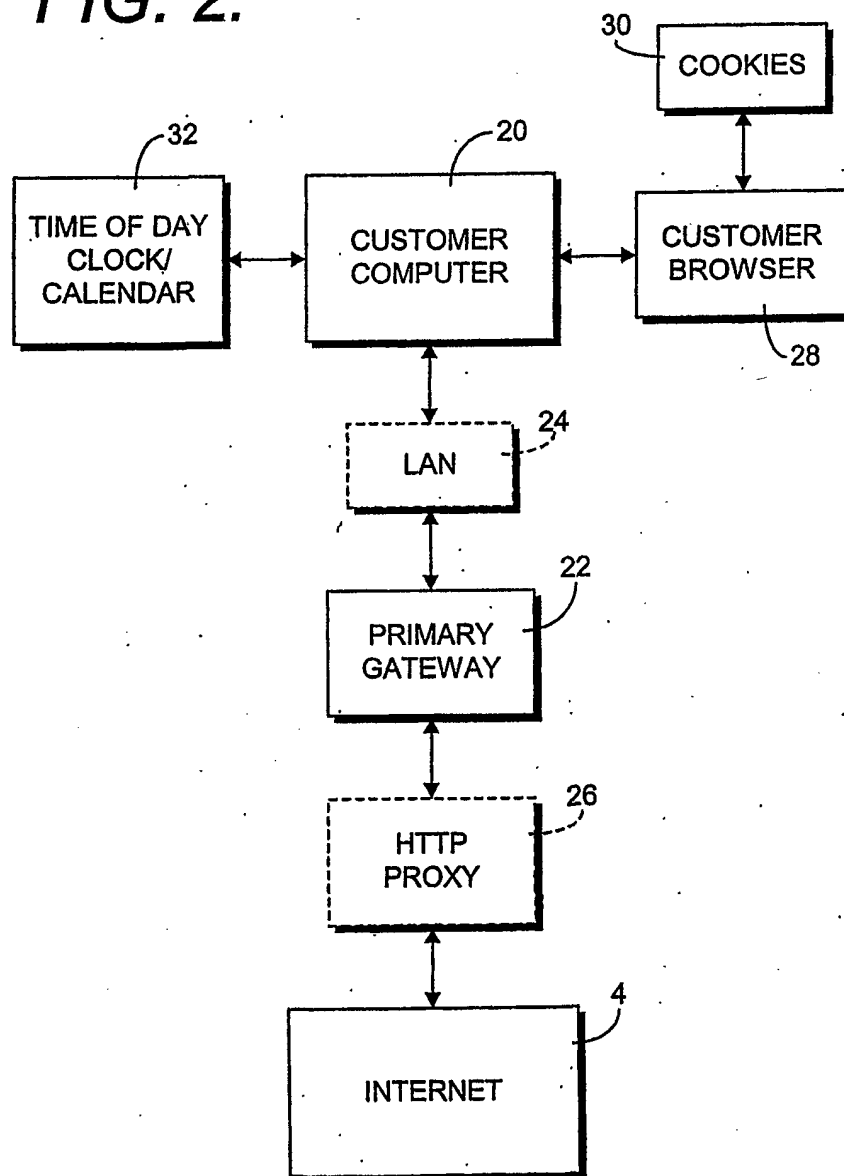 FIG. 2.
30
COOKIES
32
20
TIME OF DAY
CLOCK/
CALENDAR
CUSTOMER
COMPUTER
CUSTOMER
BROWSER
28
24
LAN
22
PRIMARY
GATEWAY
26
HTTP
PROXY
4
INTERNET